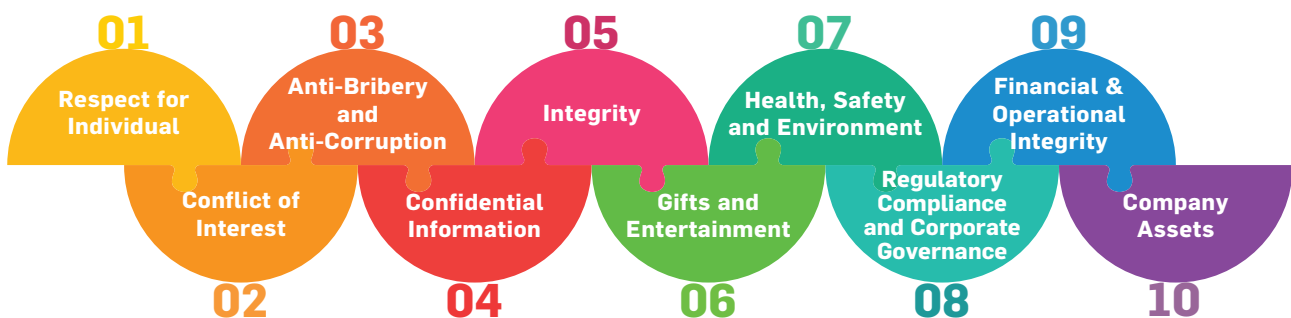 01
Respect for
Individual
02
Conflict of
Interest
03
Anti-Bribery
and
Anti-Corruption
04
Confidential
Information
05
Integrity
06
Gifts and
Entertainment
07
Health, Safety
and Environment
08
Regulatory
Compliance
and Corporate
Governance
09
Financial &
Operational
Integrity
10
Company
Assets